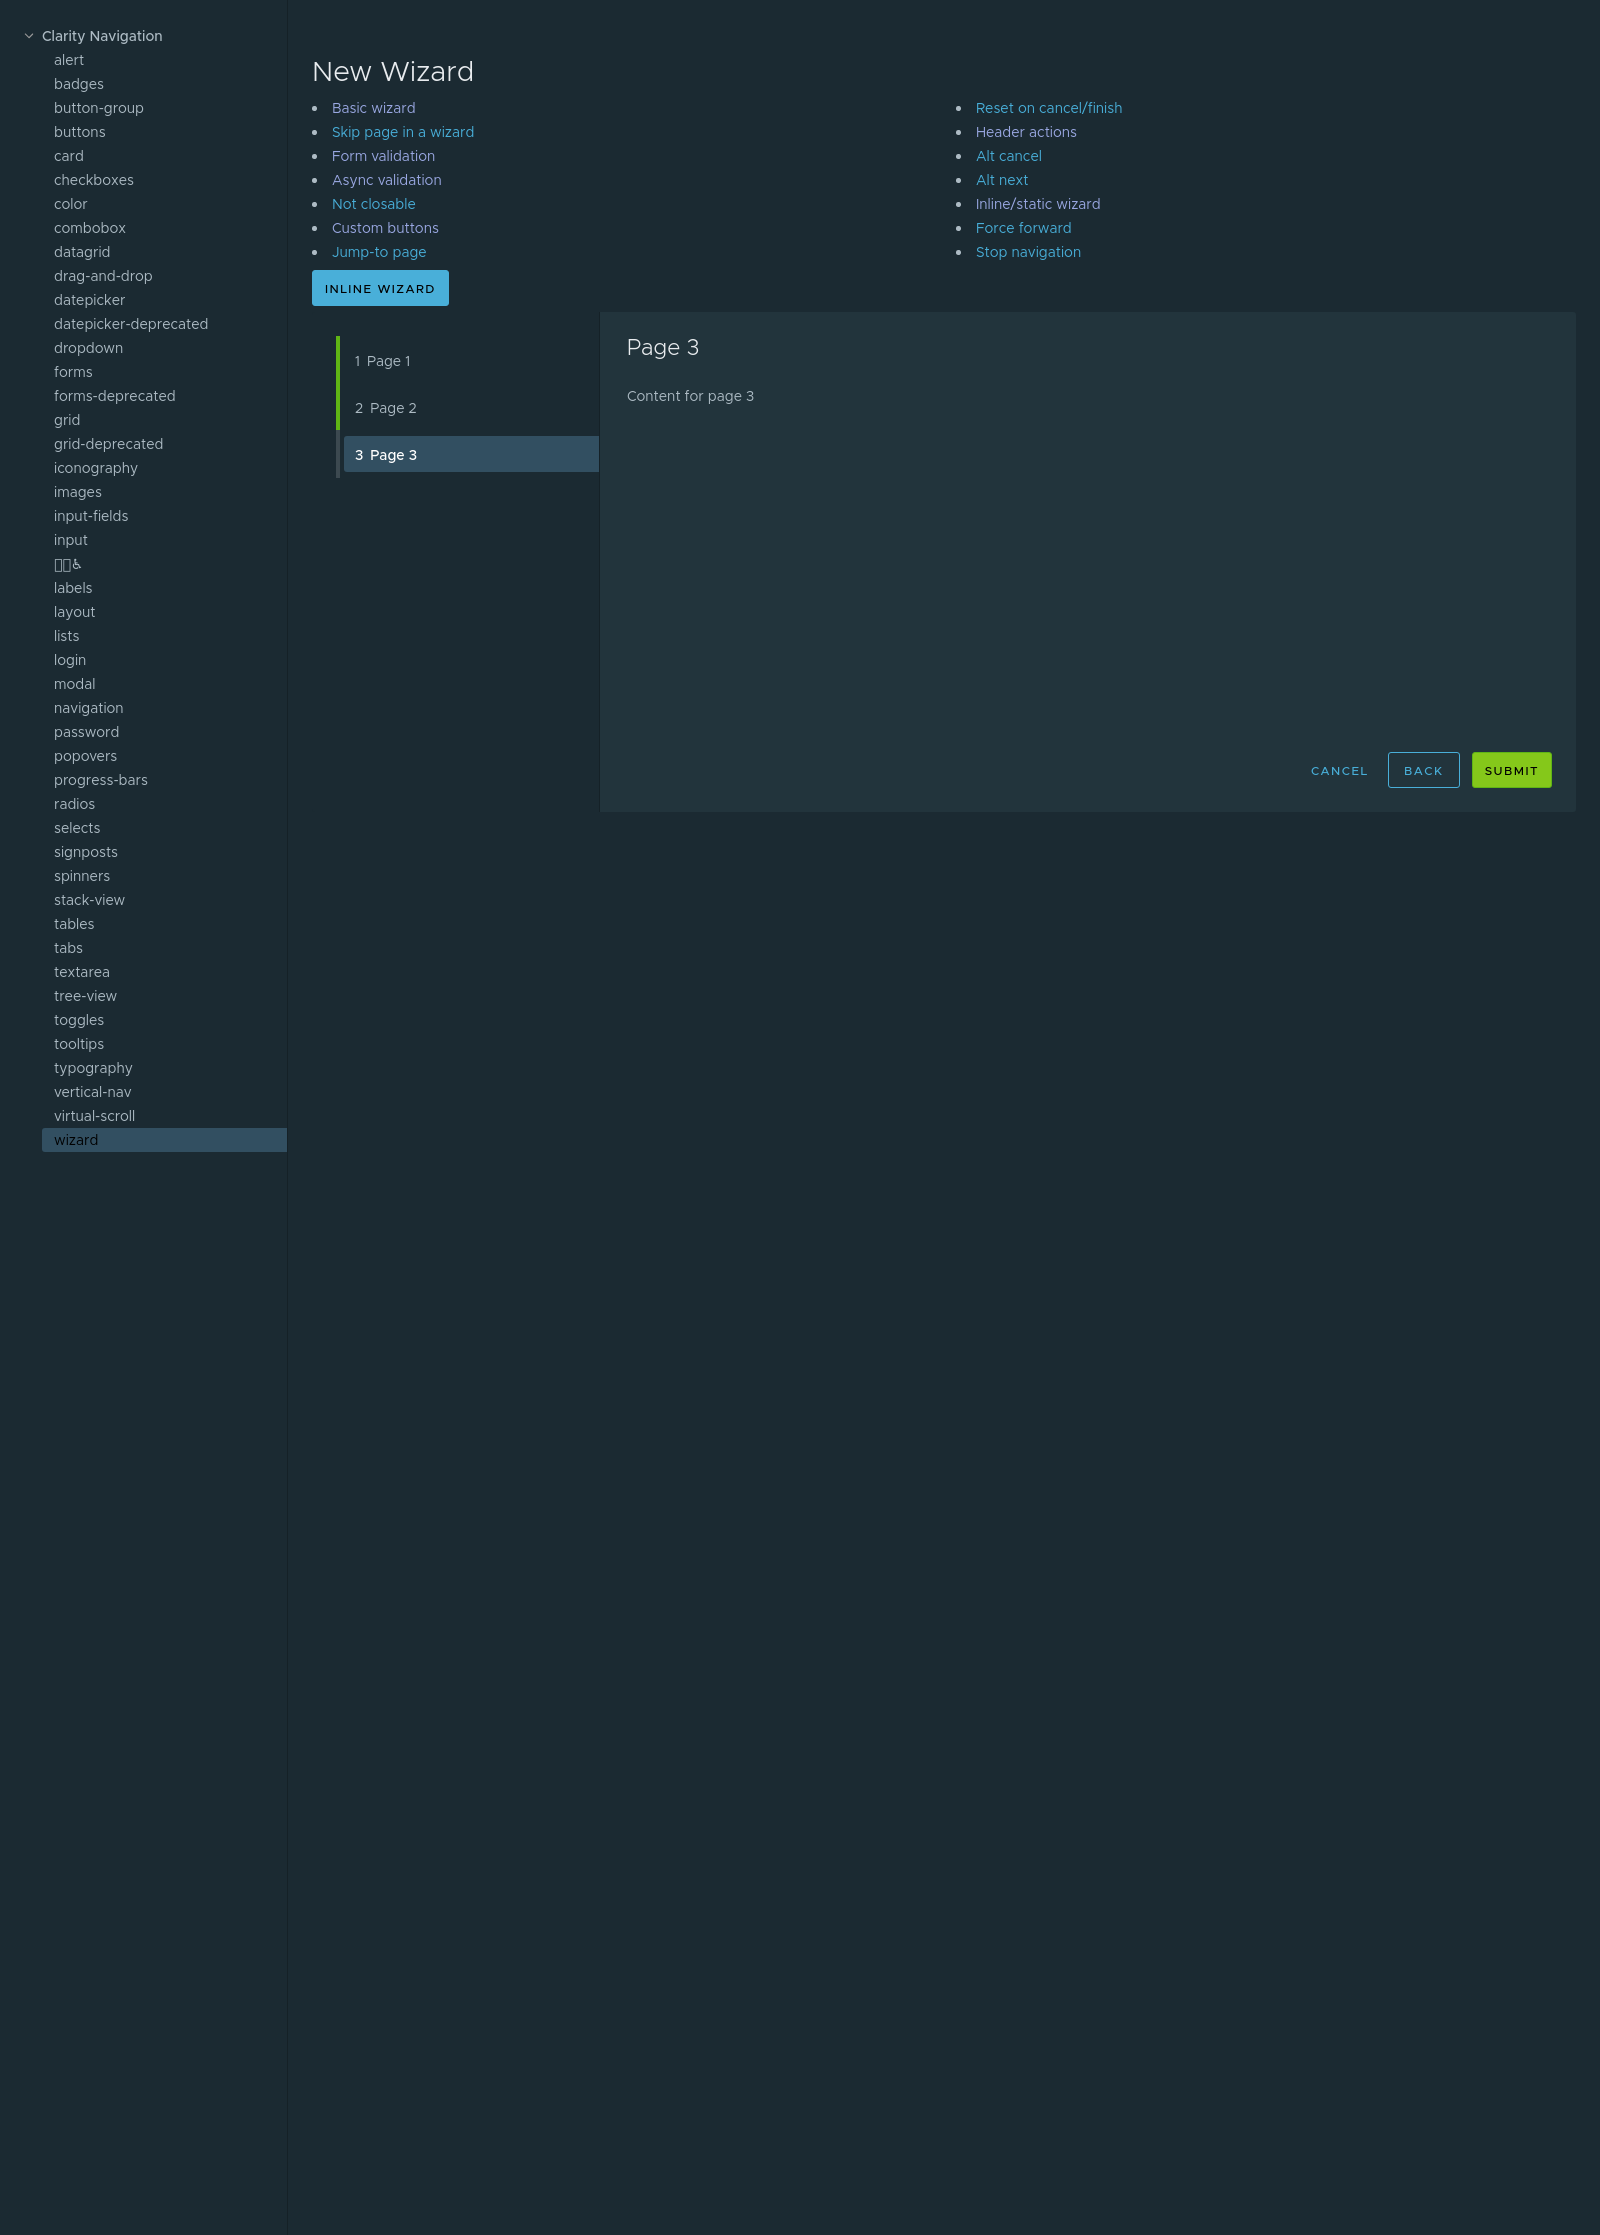 Clarity Navigation
alert
badges
button-group
buttons
card
checkboxes
color
combobox
datagrid
drag-and-drop
datepicker
datepicker-deprecated
dropdown
forms
forms-deprecated
grid
grid-deprecated
iconography
images
input-fields
input
♿
labels
layout
lists
login
modal
navigation
password
popovers
progress-bars
radios
selects
signposts
spinners
stack-view
tables
tabs
textarea
tree-view
toggles
tooltips
typography
vertical-nav
virtual-scroll
wizard
New Wizard
Basic wizard
Skip page in a wizard
Form validation
Async validation
Not closable
Custom buttons
Jump-to page
Reset on cancel/finish
Header actions
Alt cancel
Alt next
Inline/static wizard
Force forward
Stop navigation
INLINE WIZARD
1 Page 1
2 Page 2
3 Page 3
Page 3
Content for page 3
CANCEL BACK SUBMIT